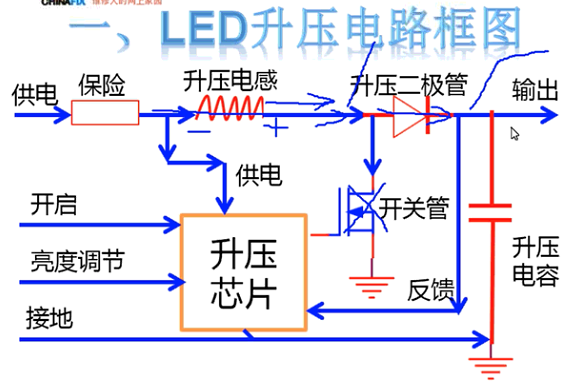 CHINAFIX 维修人的网上家园
一、LED升压电路框图
供电
保险
升压电感
升压二极管
输出
供电
开关管
开启
亮度调节
升压
芯片
反馈
升压
电容
接地